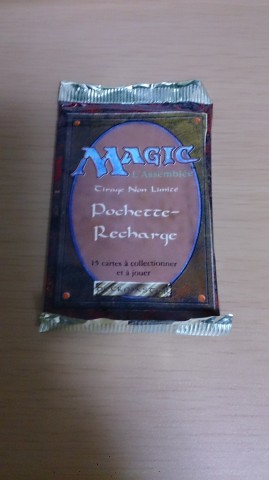 MAGIC
L'Assemblée
Tirage Non Limité
Pochette-
Recharge
15 cartes à collectionner
et à jouer